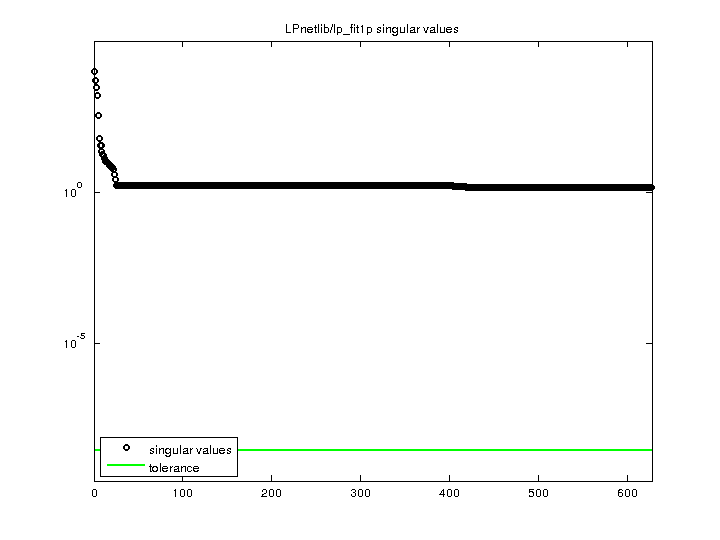 LPnetlib/lp_fit1p singular values
10^0
10^-5
singular values
tolerance
0 100 200 300 400 500 600